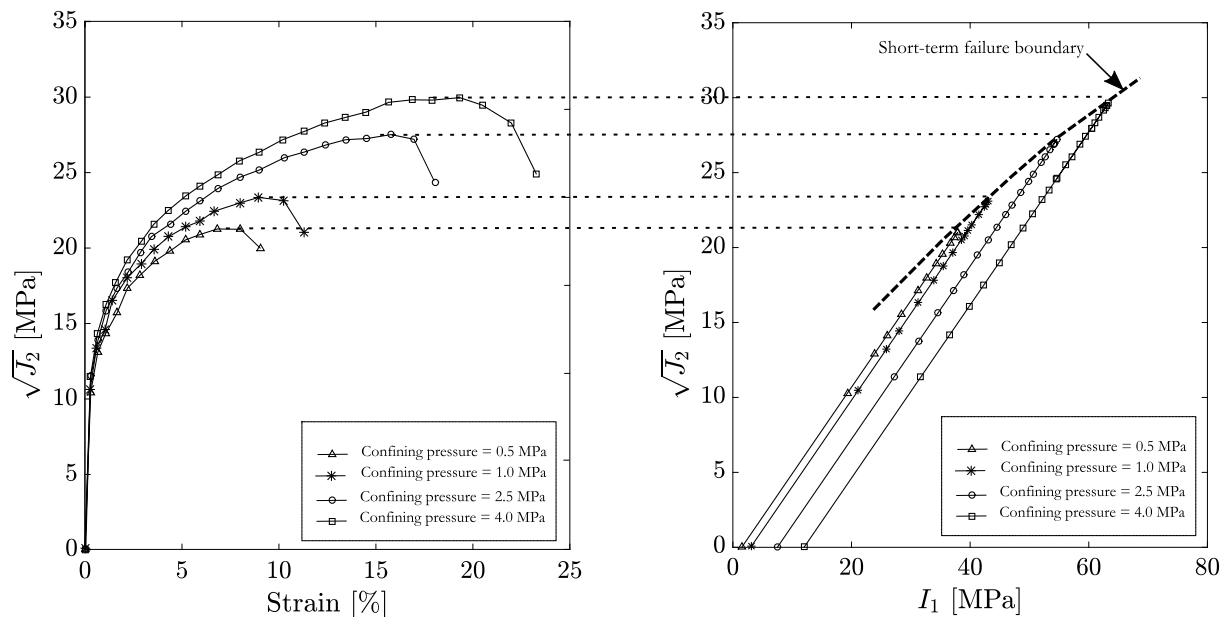 35
30
25
20
15
10
5
0
√J₂ [MPa]
0 5 10 15 20 25
Strain [%]
Confining pressure = 0.5 MPa
Confining pressure = 1.0 MPa
Confining pressure = 2.5 MPa
Confining pressure = 4.0 MPa
35
30
25
20
15
10
5
0
√J₂ [MPa]
0 20 40 60 80
I₁ [MPa]
Short-term failure boundary
Confining pressure = 0.5 MPa
Confining pressure = 1.0 MPa
Confining pressure = 2.5 MPa
Confining pressure = 4.0 MPa